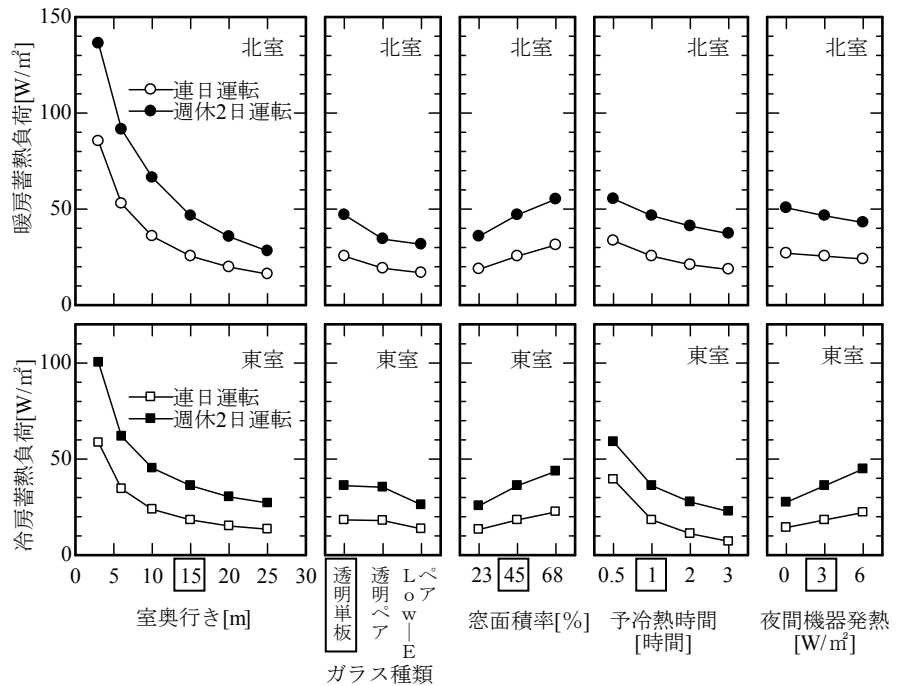 暖房蓄熱負荷[W/㎡]
150
100
50
0
北室
連日運転
週休2日運転
北室
北室
北室
北室
冷房蓄熱負荷[W/㎡]
100
50
0
東室
連日運転
週休2日運転
東室
東室
東室
東室
0 5 10 15 20 25 30
室奥行き[m]
透明単板
透明ペア
Low—E
ペア
ガラス種類
23 45 68
窓面積率[%]
0.5 1 2 3
予冷熱時間
[時間]
0 3 6
夜間機器発熱
[W/㎡]